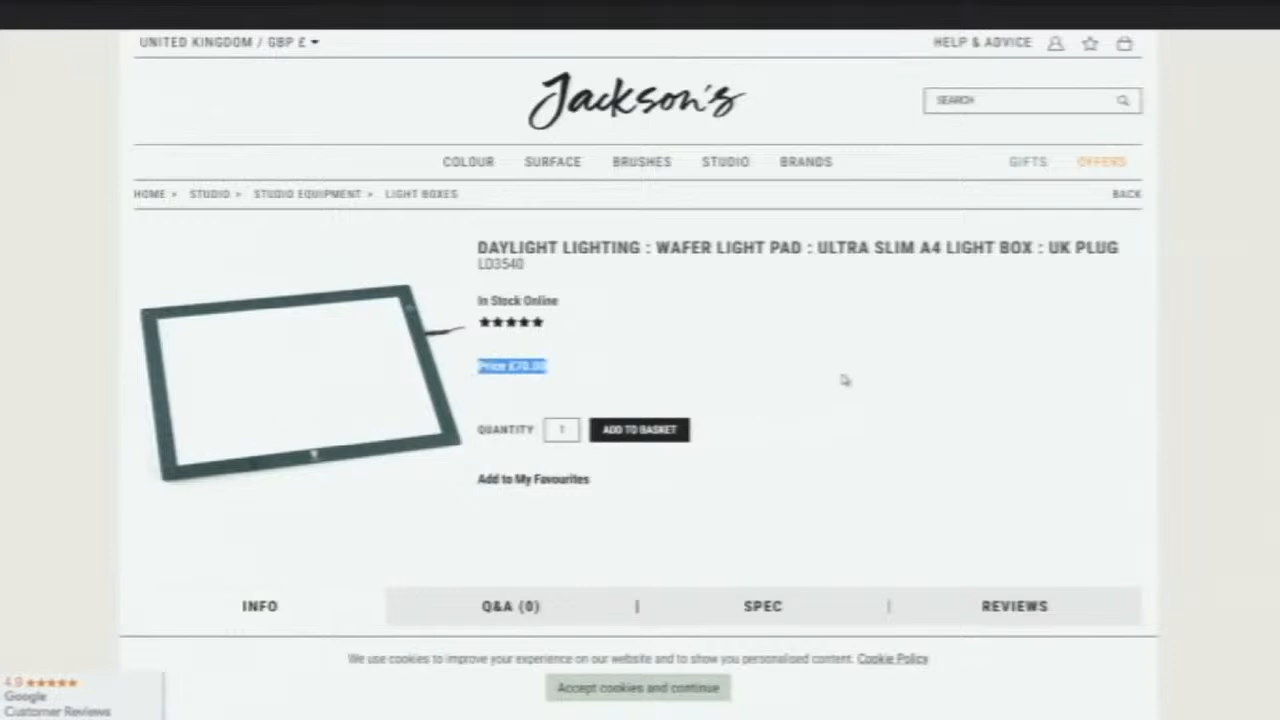 UNITED KINGDOM / GBP £
HELP & ADVICE
Jackson's
SEARCH
COLOUR SURFACE BRUSHES STUDIO BRANDS GIFTS OFFERS
HOME > STUDIO > STUDIO EQUIPMENT > LIGHT BOXES
BACK
DAYLIGHT LIGHTING : WAFER LIGHT PAD : ULTRA SLIM A4 LIGHT BOX : UK PLUG
LD3540
In Stock Online
Price
QUANTITY 1 ADD TO BASKET
Add to My Favourites
INFO Q&A (0) | SPEC | REVIEWS
We use cookies to improve your experience on our website and to show you personalised content. Cookie Policy
Accept cookies and continue
4.9
Google
Customer Reviews